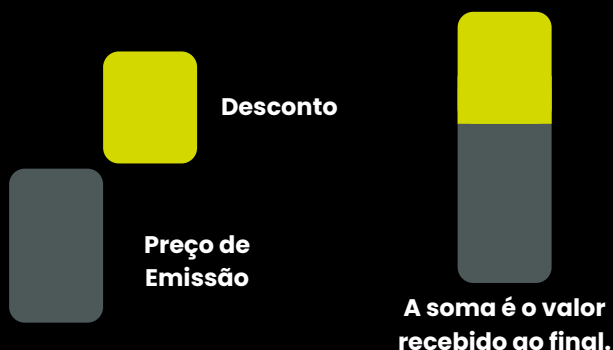 Desconto
Preço de
Emissão
A soma é o valor
recebido ao final.